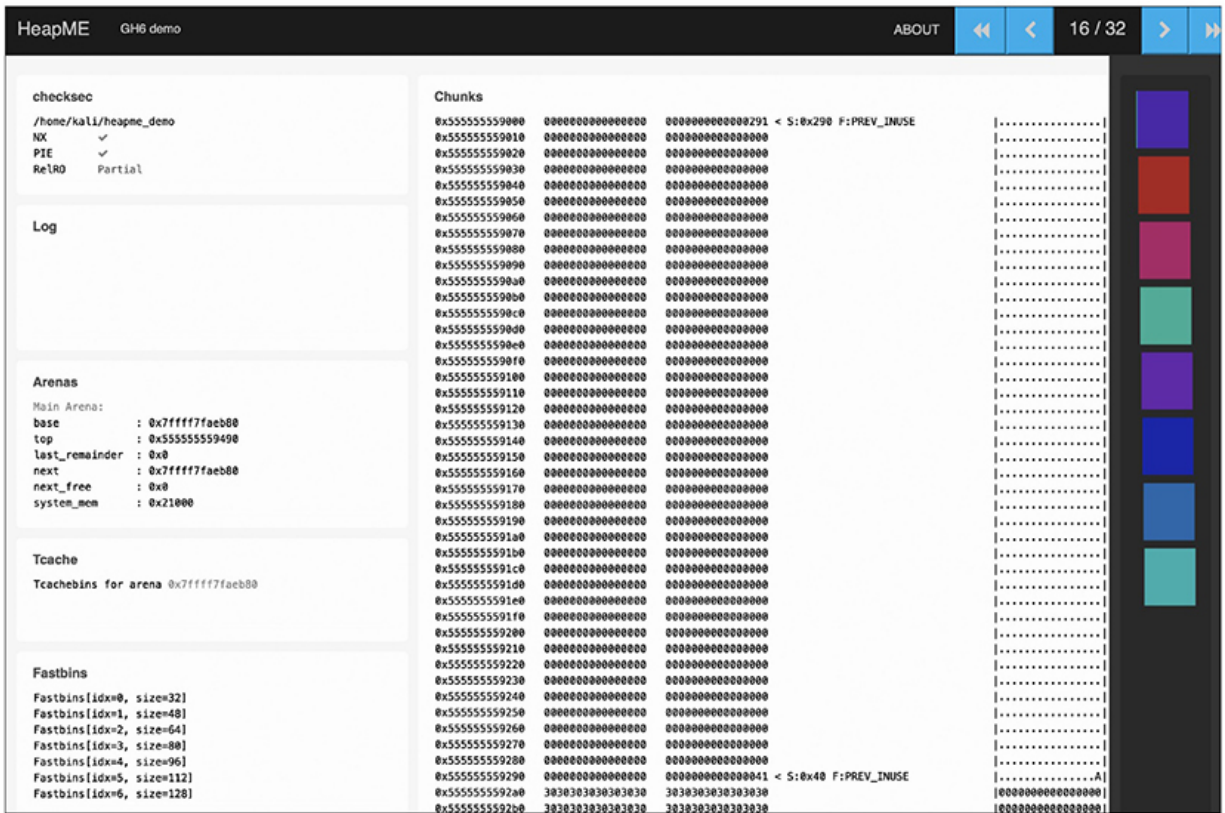 HeapME GH6 demo ABOUT 16 / 32
checksec
/home/kali/heapme_demo
NX ✓
PIE ✓
RelRO Partial
Log
Arenas
Main Arena:
base : 0x7ffff7faeb80
top : 0x555555559490
last_remainder : 0x0
next : 0x7ffff7faeb80
next_free : 0x0
system_mem : 0x21000
Tcache
Tcachebins for arena 0x7ffff7faeb80
Fastbins
Fastbins[idx=0, size=32]
Fastbins[idx=1, size=48]
Fastbins[idx=2, size=64]
Fastbins[idx=3, size=80]
Fastbins[idx=4, size=96]
Fastbins[idx=5, size=112]
Fastbins[idx=6, size=128]
Chunks
0x555555559000 0000000000000000 0000000000000291 < S:0x290 F:PREV_INUSE |................|
0x555555559010 0000000000000000 0000000000000000 |................|
0x555555559020 0000000000000000 0000000000000000 |................|
0x555555559030 0000000000000000 0000000000000000 |................|
0x555555559040 0000000000000000 0000000000000000 |................|
0x555555559050 0000000000000000 0000000000000000 |................|
0x555555559060 0000000000000000 0000000000000000 |................|
0x555555559070 0000000000000000 0000000000000000 |................|
0x555555559080 0000000000000000 0000000000000000 |................|
0x555555559090 0000000000000000 0000000000000000 |................|
0x5555555590a0 0000000000000000 0000000000000000 |................|
0x5555555590b0 0000000000000000 0000000000000000 |................|
0x5555555590c0 0000000000000000 0000000000000000 |................|
0x5555555590d0 0000000000000000 0000000000000000 |................|
0x5555555590e0 0000000000000000 0000000000000000 |................|
0x5555555590f0 0000000000000000 0000000000000000 |................|
0x555555559100 0000000000000000 0000000000000000 |................|
0x555555559110 0000000000000000 0000000000000000 |................|
0x555555559120 0000000000000000 0000000000000000 |................|
0x555555559130 0000000000000000 0000000000000000 |................|
0x555555559140 0000000000000000 0000000000000000 |................|
0x555555559150 0000000000000000 0000000000000000 |................|
0x555555559160 0000000000000000 0000000000000000 |................|
0x555555559170 0000000000000000 0000000000000000 |................|
0x555555559180 0000000000000000 0000000000000000 |................|
0x555555559190 0000000000000000 0000000000000000 |................|
0x5555555591a0 0000000000000000 0000000000000000 |................|
0x5555555591b0 0000000000000000 0000000000000000 |................|
0x5555555591c0 0000000000000000 0000000000000000 |................|
0x5555555591d0 0000000000000000 0000000000000000 |................|
0x5555555591e0 0000000000000000 0000000000000000 |................|
0x5555555591f0 0000000000000000 0000000000000000 |................|
0x555555559200 0000000000000000 0000000000000000 |................|
0x555555559210 0000000000000000 0000000000000000 |................|
0x555555559220 0000000000000000 0000000000000000 |................|
0x555555559230 0000000000000000 0000000000000000 |................|
0x555555559240 0000000000000000 0000000000000000 |................|
0x555555559250 0000000000000000 0000000000000000 |................|
0x555555559260 0000000000000000 0000000000000000 |................|
0x555555559270 0000000000000000 0000000000000000 |................|
0x555555559280 0000000000000000 0000000000000000 |................|
0x555555559290 0000000000000000 0000000000000041 < S:0x40 F:PREV_INUSE |...............A|
0x5555555592a0 3030303030303030 3030303030303030 |0000000000000000|
0x5555555592b0 3030303030303030 3030303030303030 |0000000000000000|